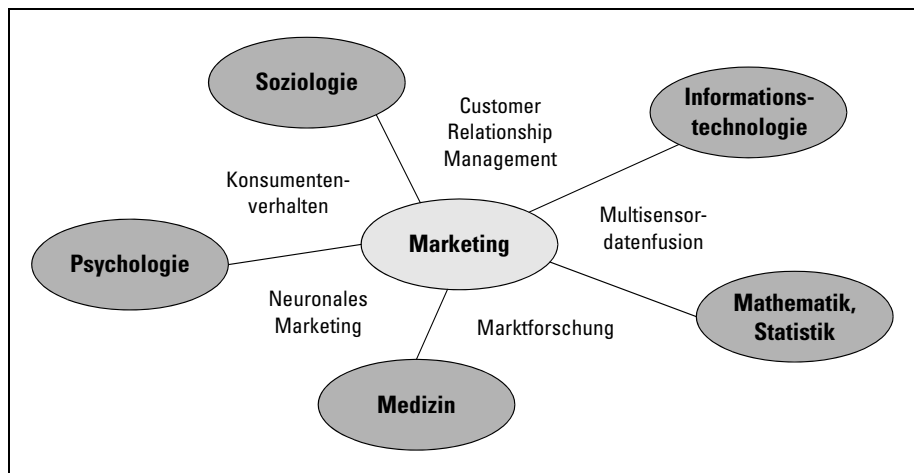 Soziologie
Customer
Relationship
Management
Informations-
technologie
Konsumenten-
verhalten
Marketing
Multisensor-
datenfusion
Psychologie
Neuronales
Marketing
Marktforschung
Mathematik,
Statistik
Medizin